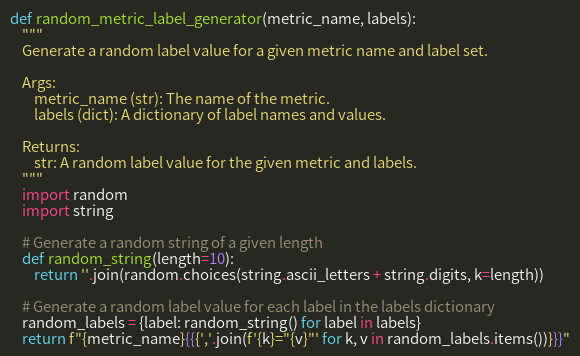 def random_metric_label_generator(metric_name, labels):
    """
    Generate a random label value for a given metric name and label set.

    Args:
        metric_name (str): The name of the metric.
        labels (dict): A dictionary of label names and values.

    Returns:
        str: A random label value for the given metric and labels.
    """
    import random
    import string

    # Generate a random string of a given length
    def random_string(length=10):
        return ''.join(random.choices(string.ascii_letters + string.digits, k=length))

    # Generate a random label value for each label in the labels dictionary
    random_labels = {label: random_string() for label in labels}
    return f"{metric_name}{{{','.join(f'{k}="{v}"' for k, v in random_labels.items())}}}"